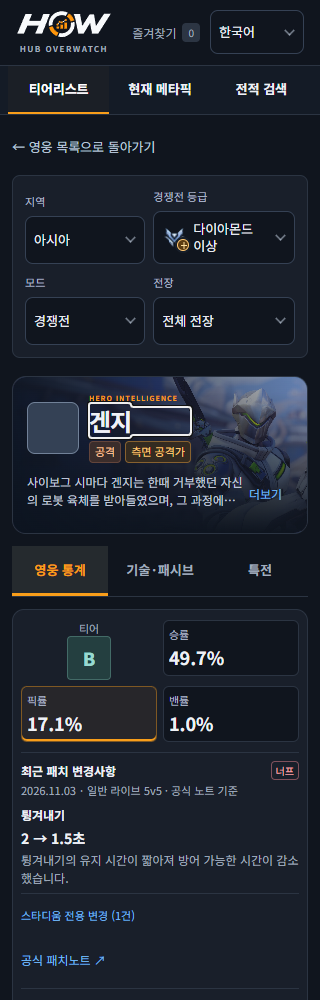 HOW
HUB OVERWATCH
즐겨찾기 0
한국어
티어리스트 현재 메타픽 전적 검색
← 영웅 목록으로 돌아가기
지역
경쟁전 등급
아시아
다이아몬드
이상
모드
전장
경쟁전
전체 전장
HERO INTELLIGENCE
겐지
공격 측면 공격가
사이보그 시마다 겐지는 한때 거부했던 자신
의 로봇 육체를 받아들였으며, 그 과정에… 더보기
영웅 통계 기술·패시브 특전
티어
B
승률
49.7%
픽률
17.1%
밴률
1.0%
최근 패치 변경사항 너프
2026.11.03 · 일반 라이브 5v5 · 공식 노트 기준
튕겨내기
2 → 1.5초
튕겨내기의 유지 시간이 짧아져 방어 가능한 시간이 감소
했습니다.
스타디움 전용 변경 (1건)
공식 패치노트 ↗